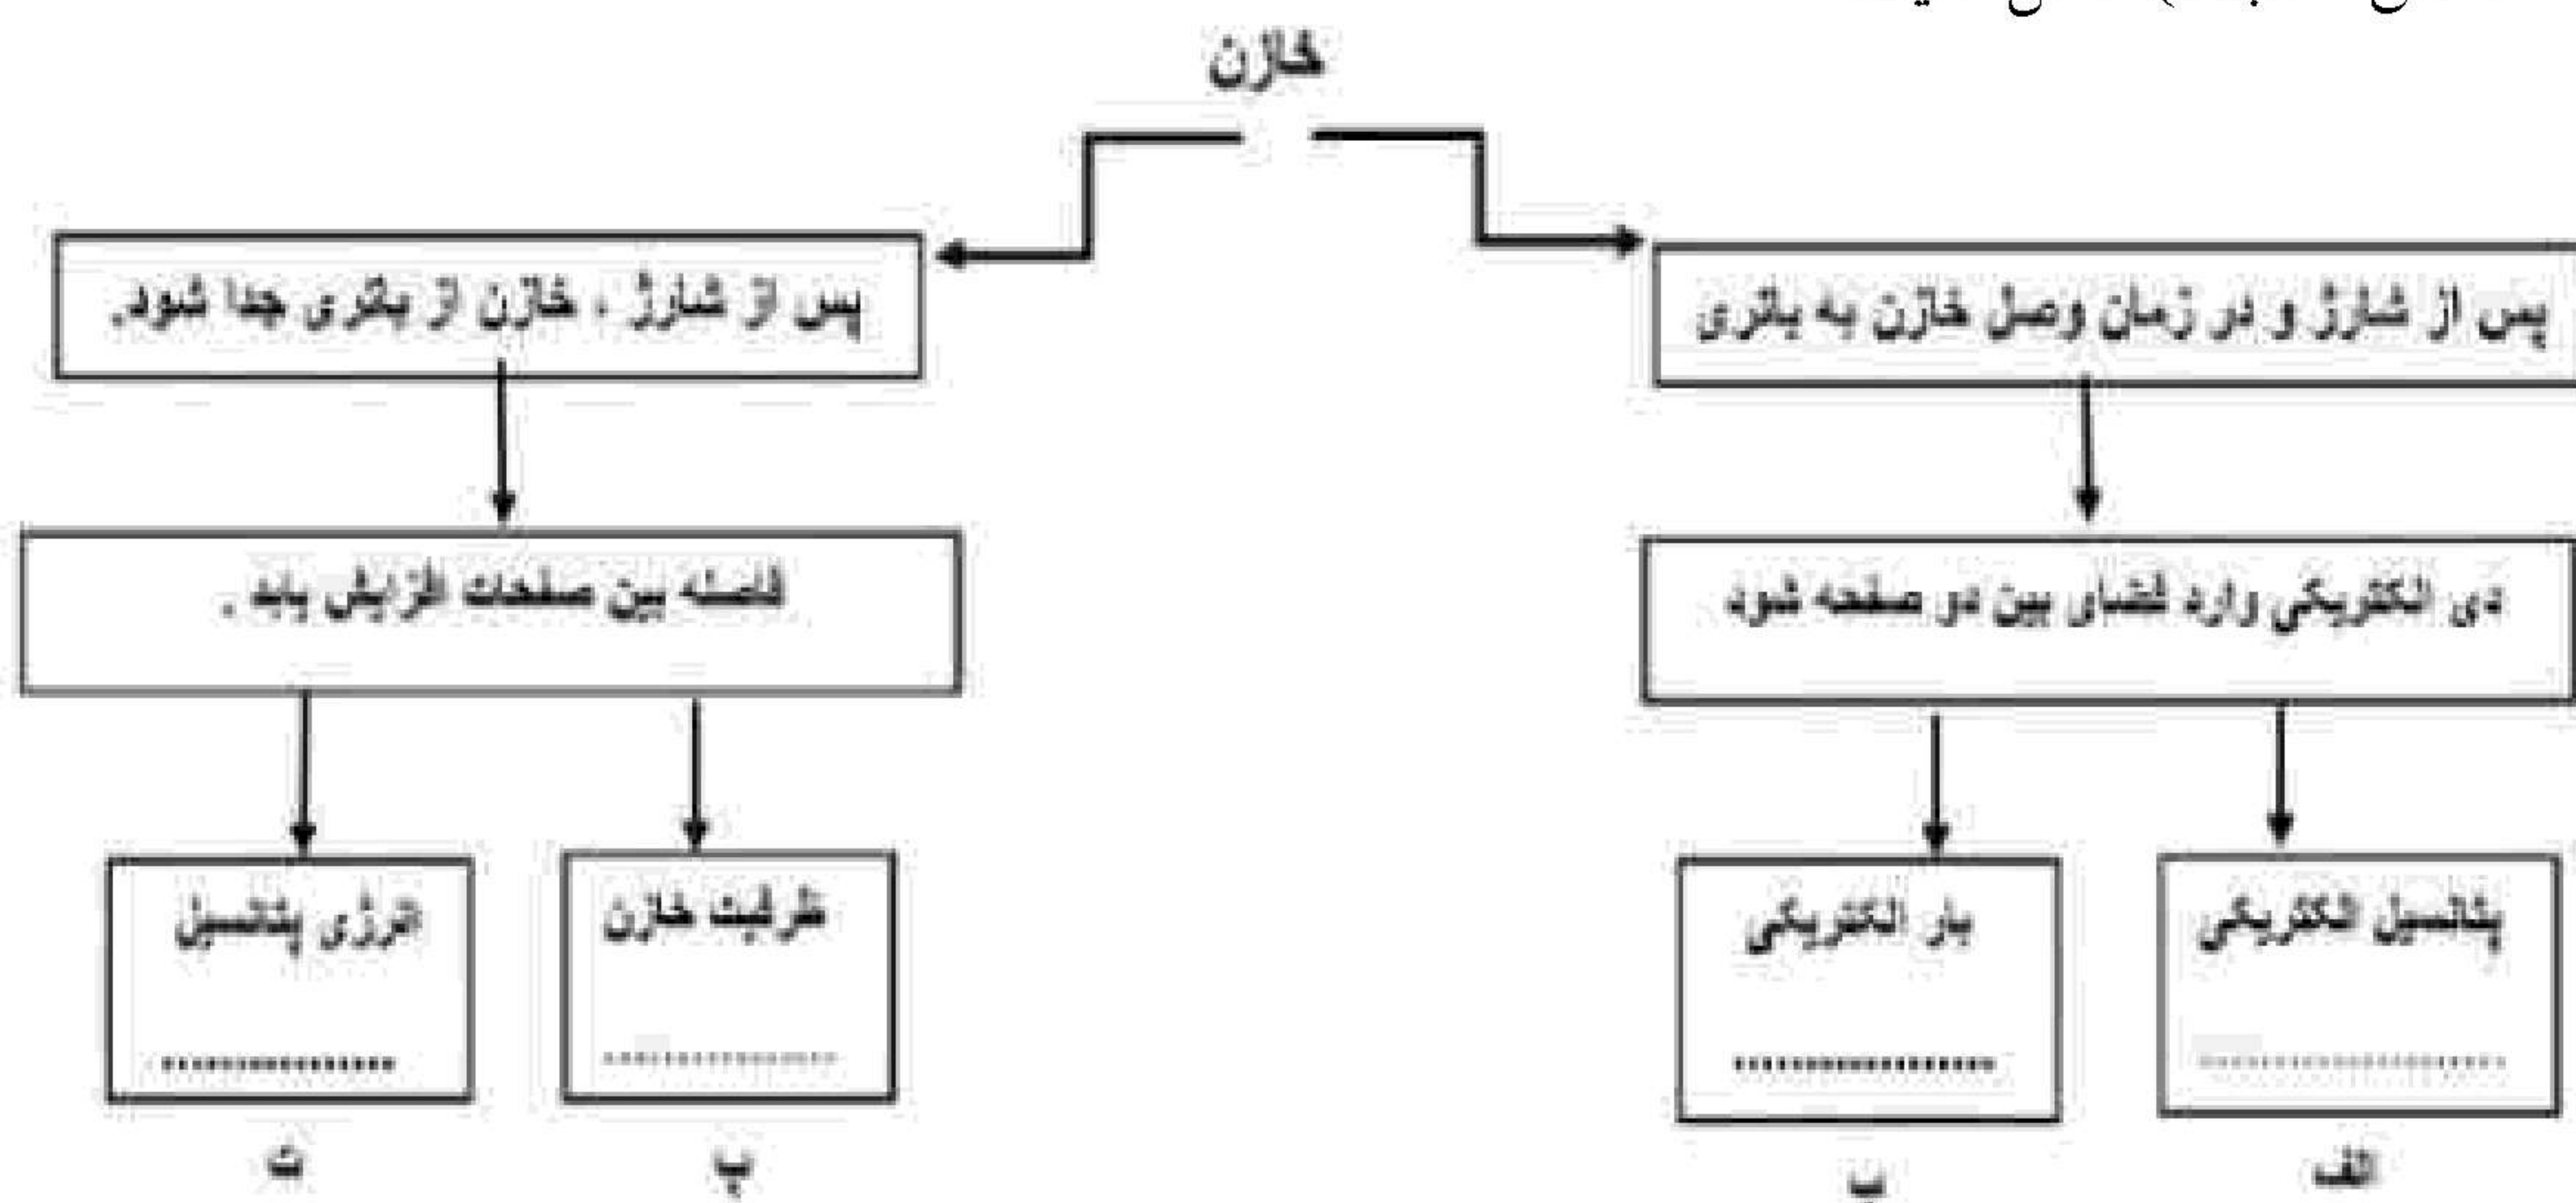 خازن
پس از شارژ و در زمان وصل خازن به باتری
دی الکتریکی وارد فضای بین دو صفحه شود
پتانسیل الکتریکی
....................
الف
بار الکتریکی
..................
ب
پس از شارژ ، خازن از باتری جدا شود.
فاصله بین صفحات افزایش یابد .
ظرفیت خازن
................
پ
انرژی پتانسیل
................
ت